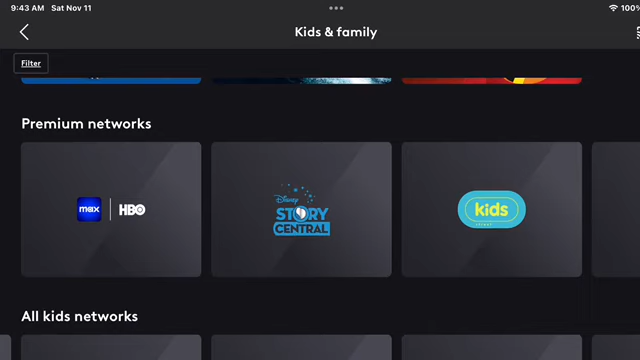 9:43 AM Sat Nov 11
100%
Kids & family
Filter
Premium networks
max | HBO
Disney
STORY
CENTRAL
kids
All kids networks